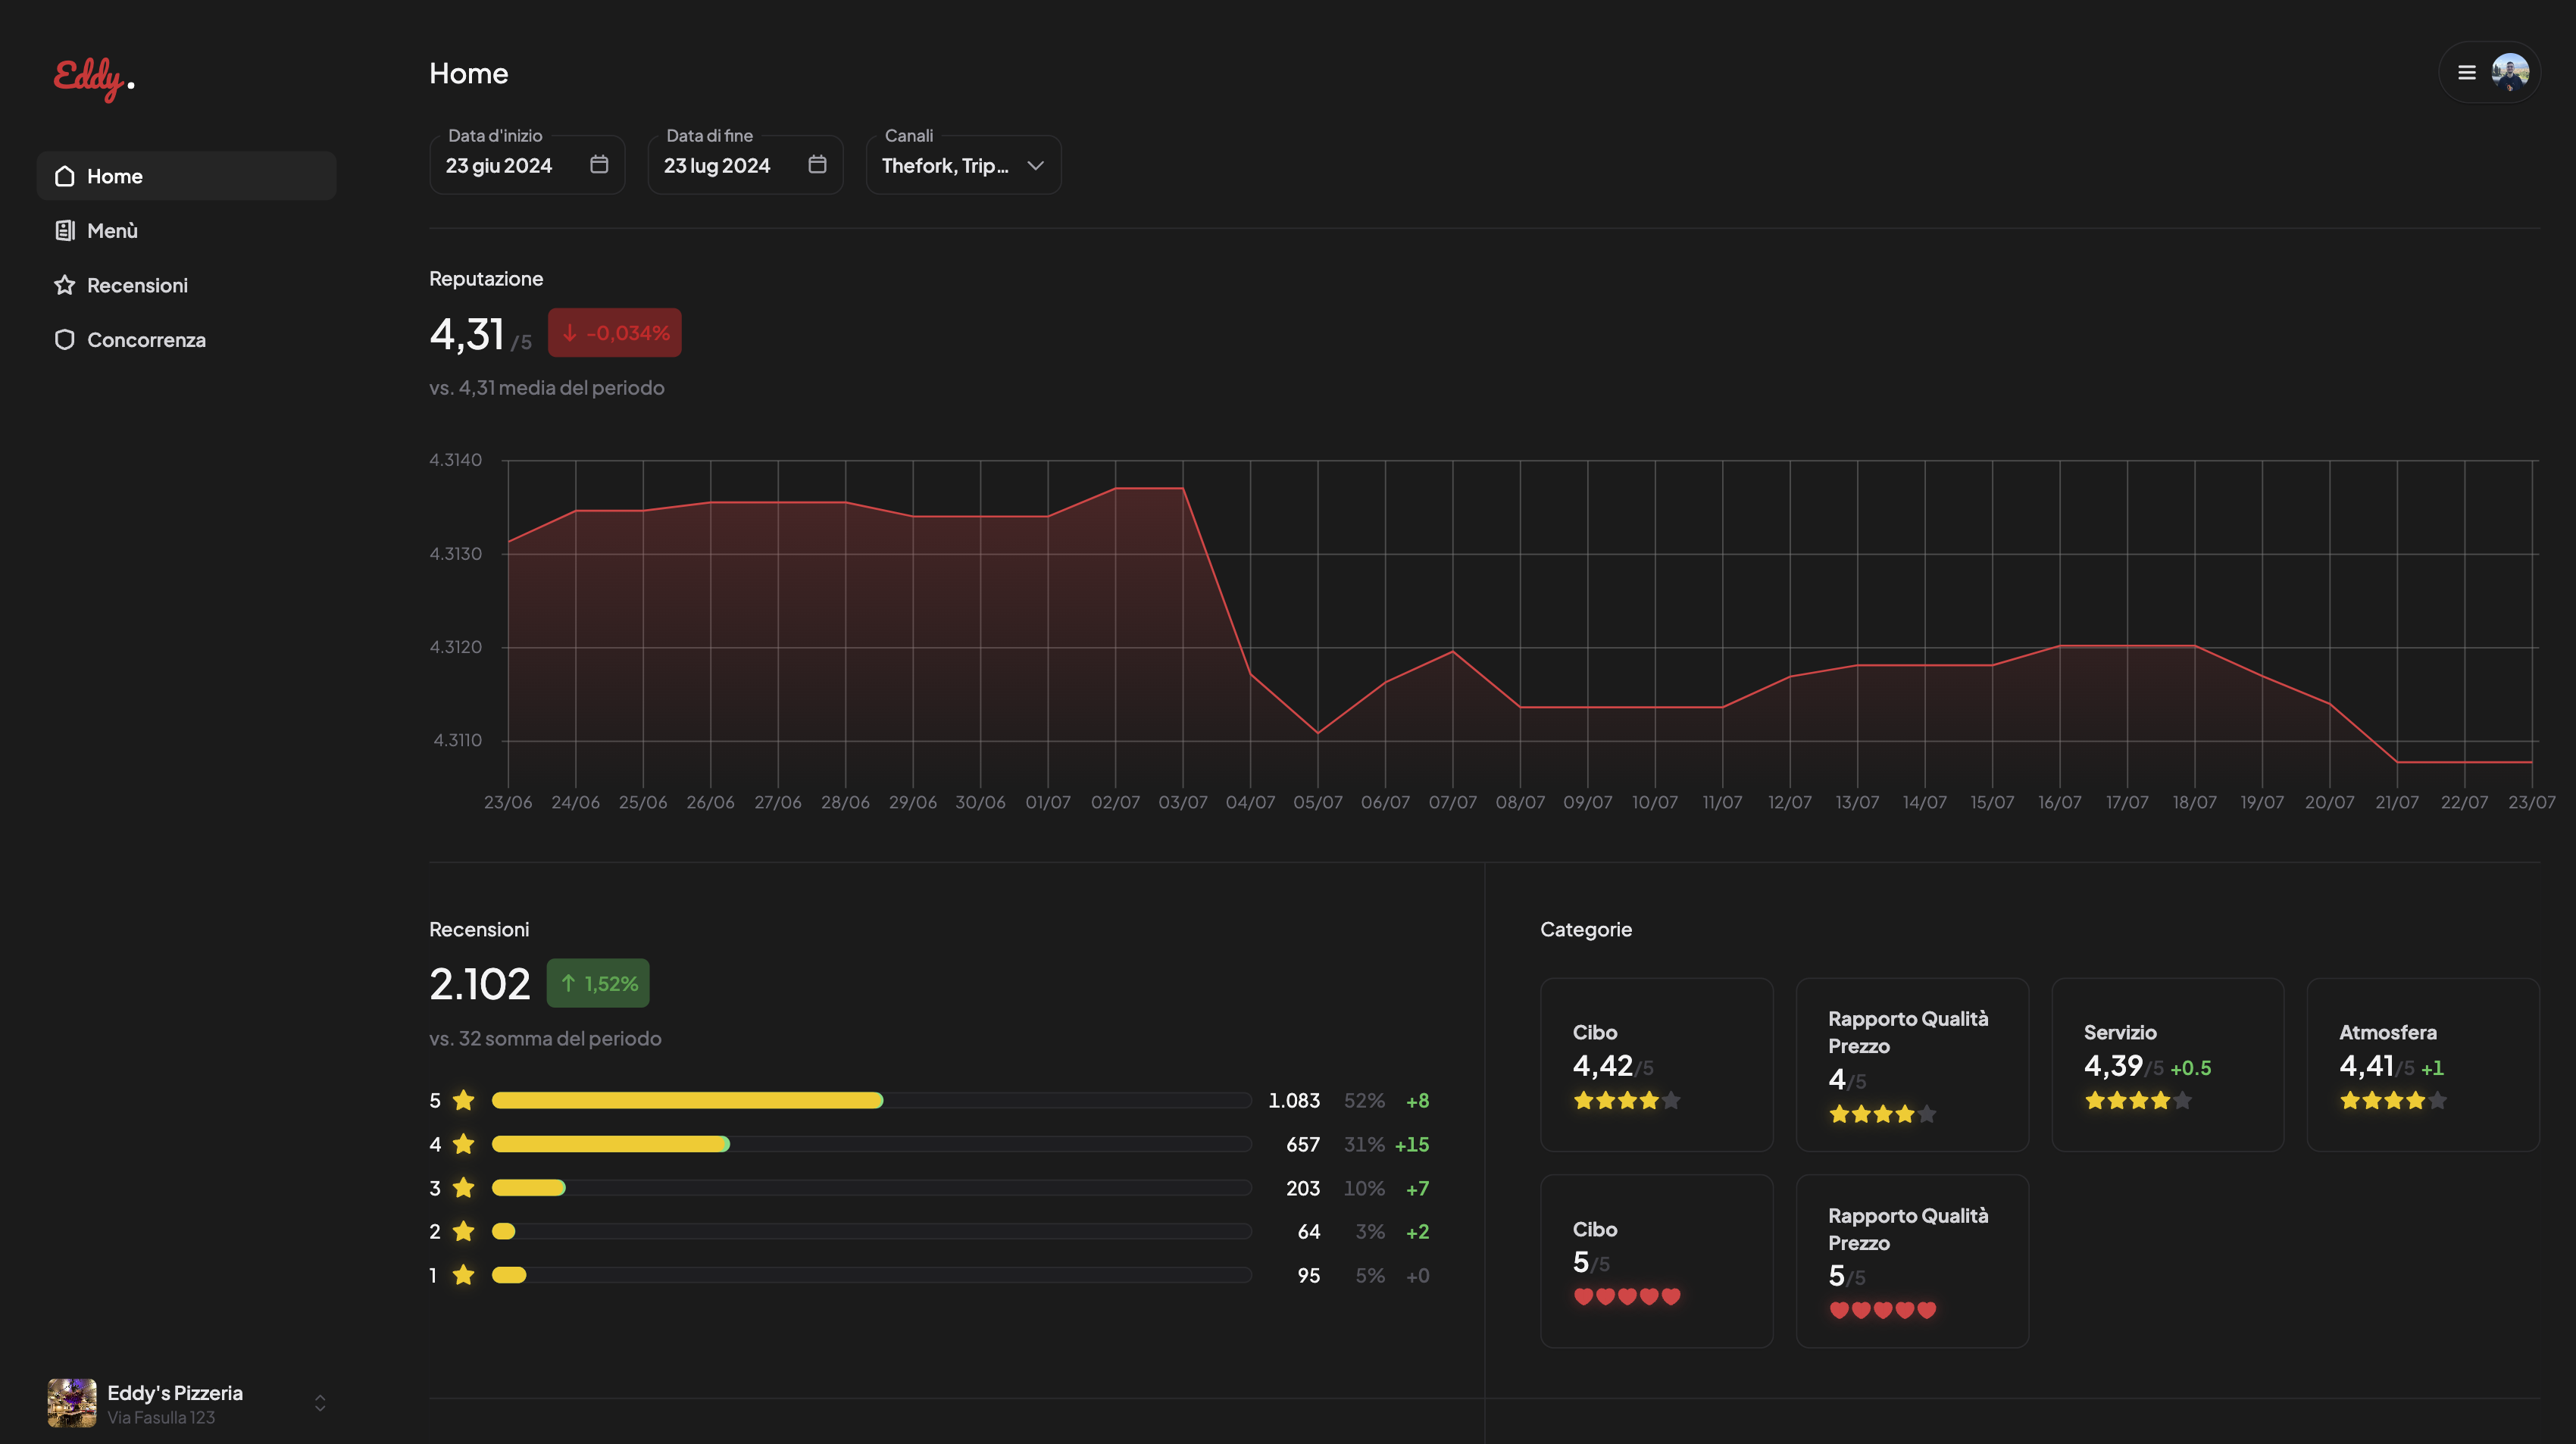 Eddy.
Home
Menù
Recensioni
Concorrenza
Home
Data d'inizio
23 giu 2024
Data di fine
23 lug 2024
Canali
Thefork, Trip...
Reputazione
4,31 /5 ↓ -0,034%
vs. 4,31 media del periodo
4.3140
4.3130
4.3120
4.3110
23/06 24/06 25/06 26/06 27/06 28/06 29/06 30/06 01/07 02/07 03/07 04/07 05/07 06/07 07/07 08/07 09/07 10/07 11/07 12/07 13/07 14/07 15/07 16/07 17/07 18/07 19/07 20/07 21/07 22/07 23/07
Recensioni
2.102 ↑ 1,52%
vs. 32 somma del periodo
5 1.083 52% +8
4 657 31% +15
3 203 10% +7
2 64 3% +2
1 95 5% +0
Categorie
Cibo
4,42/5
Rapporto Qualità
Prezzo
4/5
Servizio
4,39/5 +0.5
Atmosfera
4,41/5 +1
Cibo
5/5
Rapporto Qualità
Prezzo
5/5
Eddy's Pizzeria
Via Fasulla 123